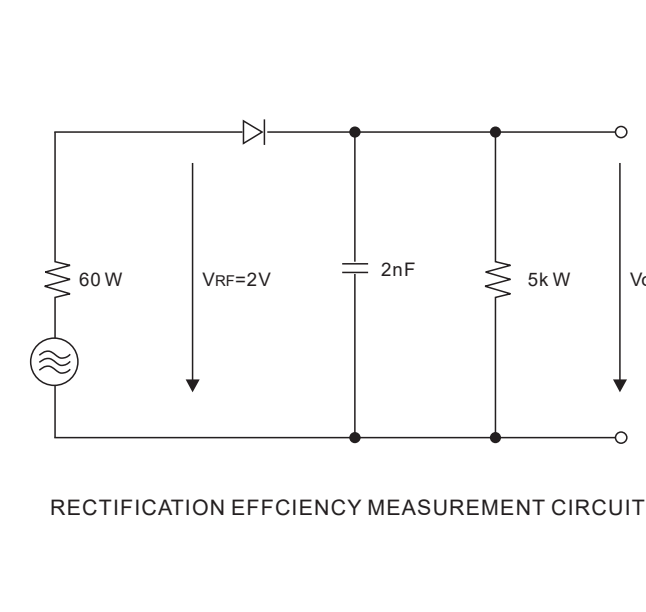 60 W
VRF=2V
2nF
5k W
RECTIFICATION EFFCIENCY MEASUREMENT CIRCUIT